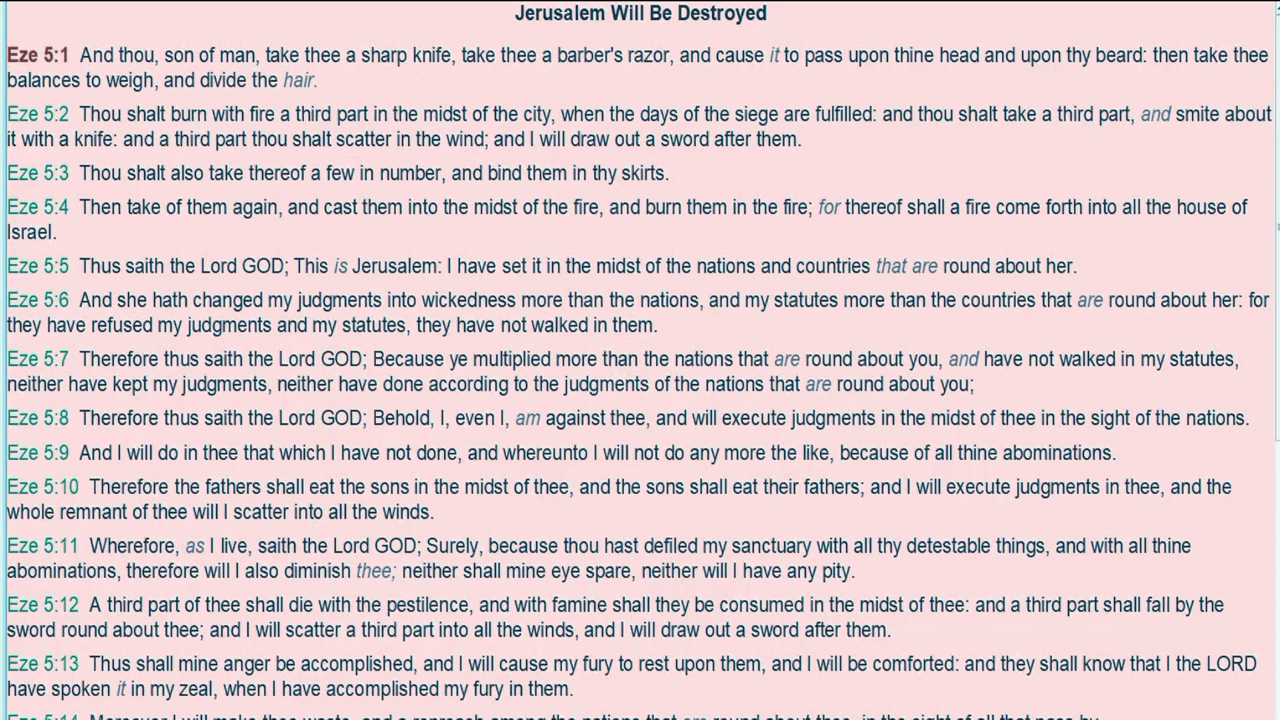 Jerusalem Will Be Destroyed
Eze 5:1 And thou, son of man, take thee a sharp knife, take thee a barber's razor, and cause it to pass upon thine head and upon thy beard: then take thee
balances to weigh, and divide the hair.
Eze 5:2 Thou shalt burn with fire a third part in the midst of the city, when the days of the siege are fulfilled: and thou shalt take a third part, and smite about
it with a knife: and a third part thou shalt scatter in the wind; and I will draw out a sword after them.
Eze 5:3 Thou shalt also take thereof a few in number, and bind them in thy skirts.
Eze 5:4 Then take of them again, and cast them into the midst of the fire, and burn them in the fire; for thereof shall a fire come forth into all the house of
Israel.
Eze 5:5 Thus saith the Lord GOD; This is Jerusalem: I have set it in the midst of the nations and countries that are round about her.
Eze 5:6 And she hath changed my judgments into wickedness more than the nations, and my statutes more than the countries that are round about her: for
they have refused my judgments and my statutes, they have not walked in them.
Eze 5:7 Therefore thus saith the Lord GOD; Because ye multiplied more than the nations that are round about you, and have not walked in my statutes,
neither have kept my judgments, neither have done according to the judgments of the nations that are round about you;
Eze 5:8 Therefore thus saith the Lord GOD; Behold, I, even I, am against thee, and will execute judgments in the midst of thee in the sight of the nations.
Eze 5:9 And I will do in thee that which I have not done, and whereunto I will not do any more the like, because of all thine abominations.
Eze 5:10 Therefore the fathers shall eat the sons in the midst of thee, and the sons shall eat their fathers; and I will execute judgments in thee, and the
whole remnant of thee will I scatter into all the winds.
Eze 5:11 Wherefore, as I live, saith the Lord GOD; Surely, because thou hast defiled my sanctuary with all thy detestable things, and with all thine
abominations, therefore will I also diminish thee; neither shall mine eye spare, neither will I have any pity.
Eze 5:12 A third part of thee shall die with the pestilence, and with famine shall they be consumed in the midst of thee: and a third part shall fall by the
sword round about thee; and I will scatter a third part into all the winds, and I will draw out a sword after them.
Eze 5:13 Thus shall mine anger be accomplished, and I will cause my fury to rest upon them, and I will be comforted: and they shall know that I the LORD
have spoken it in my zeal, when I have accomplished my fury in them.
Eze 5:14 Moreover I will make thee waste, and a reproach among the nations that are round about thee, in the sight of all that pass by.